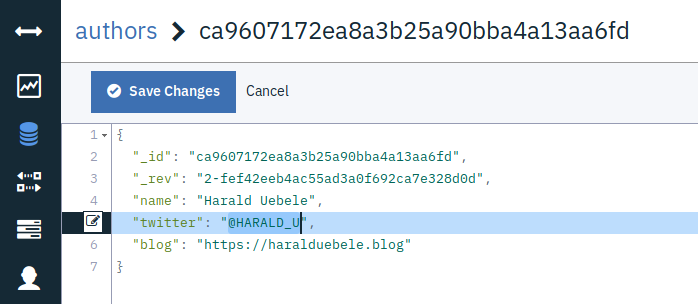 authors > ca9607172ea8a3b25a90bba4a13aa6fd
Save Changes Cancel
1 {
2 "_id": "ca9607172ea8a3b25a90bba4a13aa6fd",
3 "_rev": "2-fef42eeb4ac55ad3a0f692ca7e328d0d",
4 "name": "Harald Uebele",
"twitter": "@HARALD_U",
6 "blog": "https://haralduebele.blog"
7 }